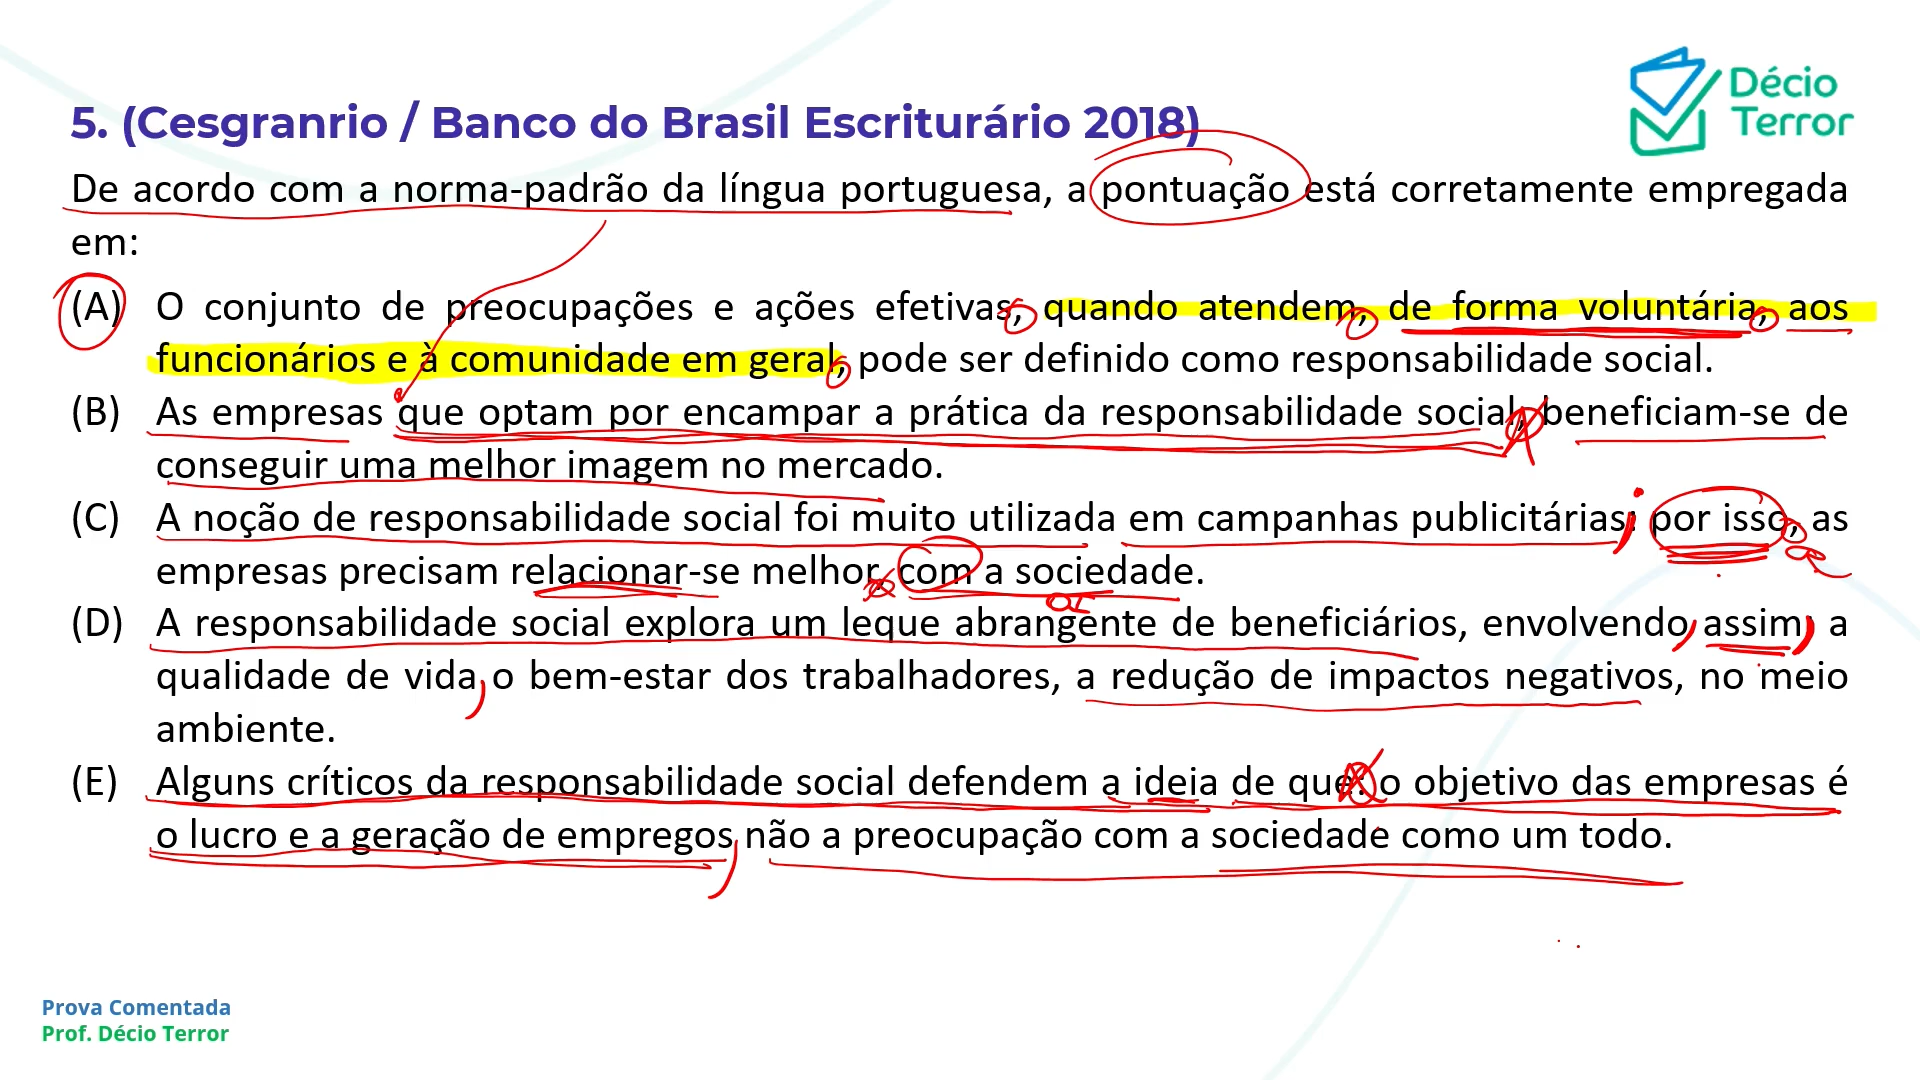 Décio
Terror
5. (Cesgranrio / Banco do Brasil Escriturário 2018)
De acordo com a norma-padrão da língua portuguesa, a pontuação está corretamente empregada
em:
(A) O conjunto de preocupações e ações efetivas, quando atendem, de forma voluntária, aos
funcionários e à comunidade em geral, pode ser definido como responsabilidade social.
(B) As empresas que optam por encampar a prática da responsabilidade social, beneficiam-se de
conseguir uma melhor imagem no mercado.
(C) A noção de responsabilidade social foi muito utilizada em campanhas publicitárias: por isso, as
empresas precisam relacionar-se melhor, com a sociedade.
OI
(D) A responsabilidade social explora um leque abrangente de beneficiários, envolvendo, assim, a
qualidade de vida, o bem-estar dos trabalhadores, a redução de impactos negativos, no meio
ambiente.
(E) Alguns críticos da responsabilidade social defendem a ideia de que: o objetivo das empresas é
o lucro e a geração de empregos, não a preocupação com a sociedade como um todo.
Prova Comentada
Prof. Décio Terror